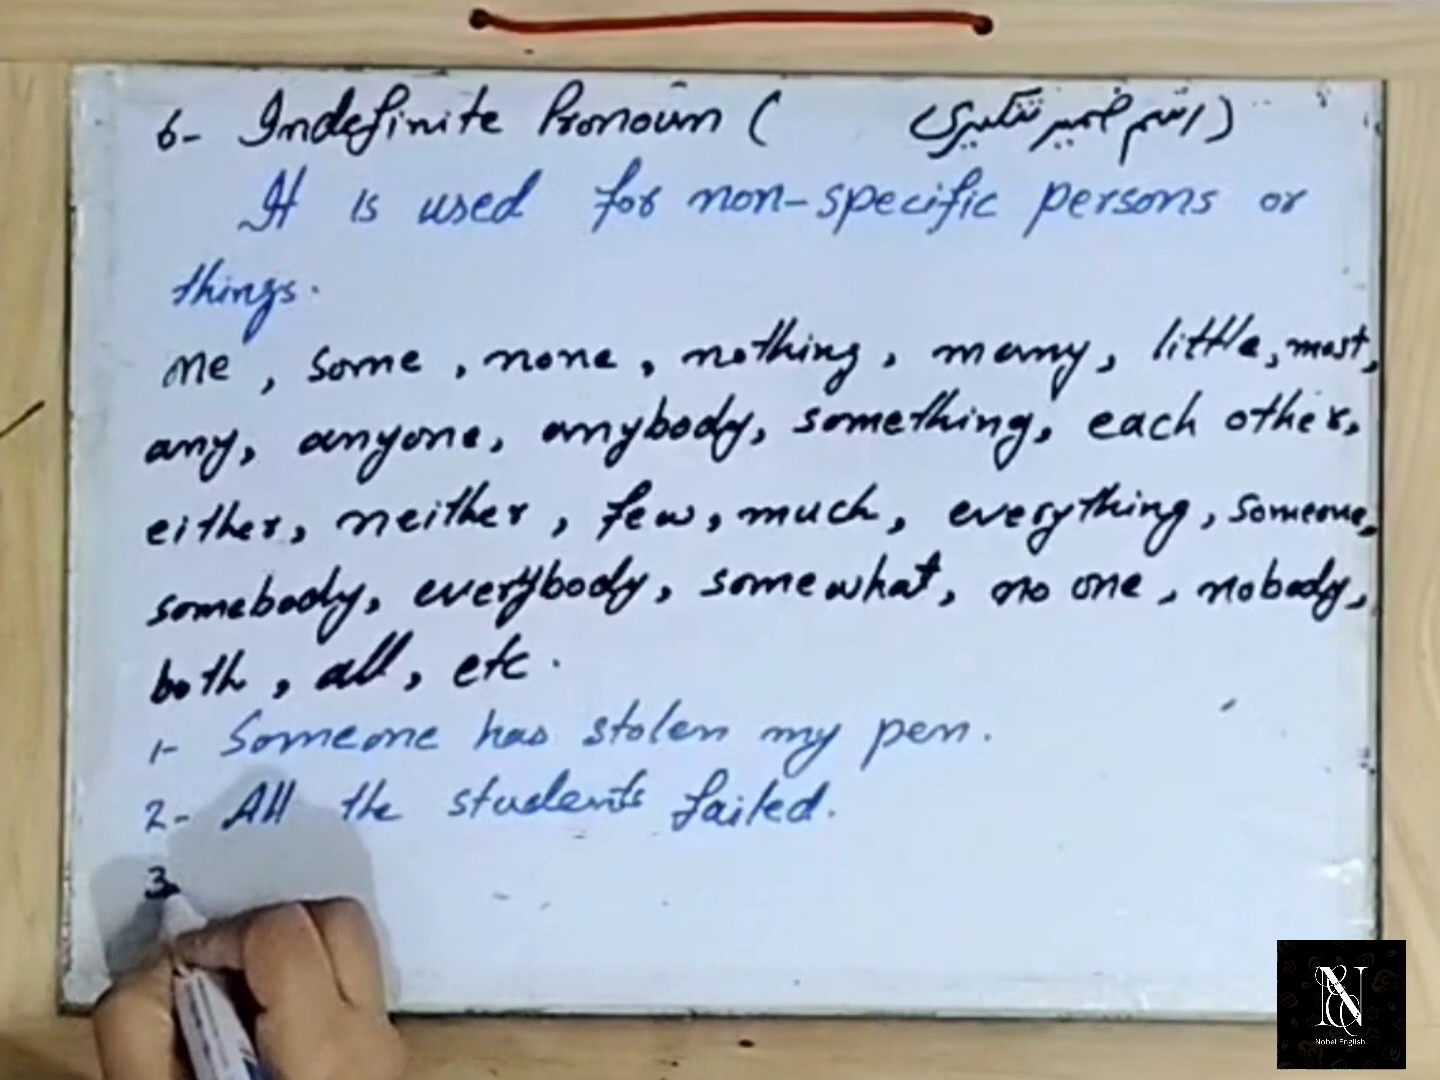 6- Indefinite Pronoun ( اسم ضمیر تنکیری )
It is used for non-specific persons or
things.
one, some, none, nothing, many, little, most,
any, anyone, anybody, something, each other,
either, neither, few, much, everything, someone,
somebody, everybody, somewhat, no one, nobody,
both, all, etc.
1- Someone has stolen my pen.
2- All the students failed.
3-
N&N
Nobel English